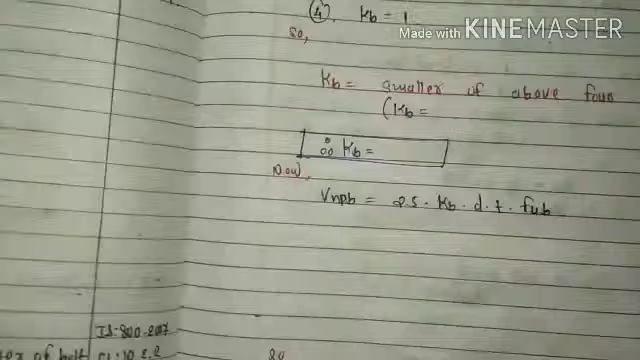 ④. Kb = 1
Made with KINEMASTER
so,
Kb = smaller of above four
(Kb =
∴ Kb =
Now,
Vnpb = 2.5 · Kb · d · t · fub
IS-800-2007
of bolt cl: 10.2.2